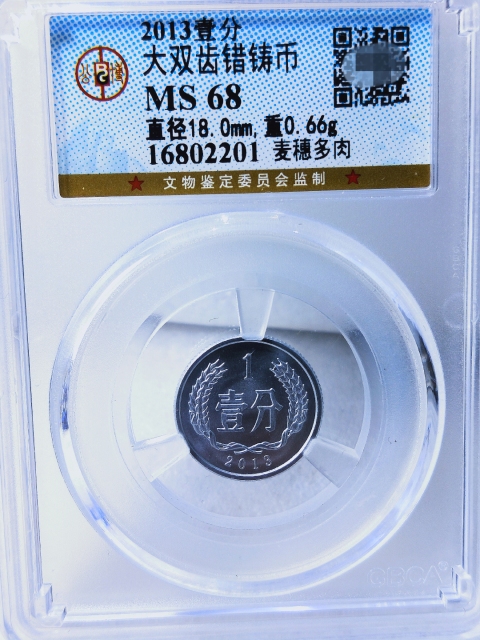 2013壹分
大双齿错铸币
MS 68
直径18.0mm,重0.66g
16802201 麦穗多肉
★ 文物鉴定委员会监制 ★
1
壹分
2013